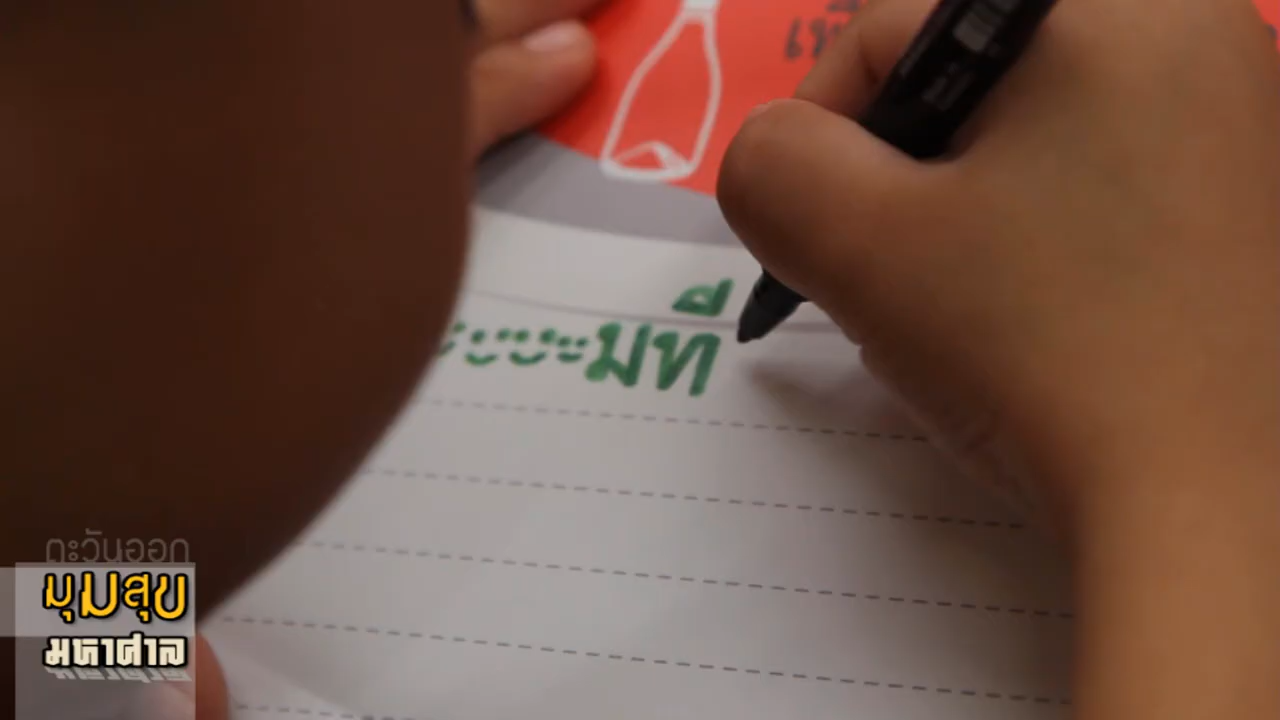 มที่
ตะวันออก
มุมสุข
มหาศาล